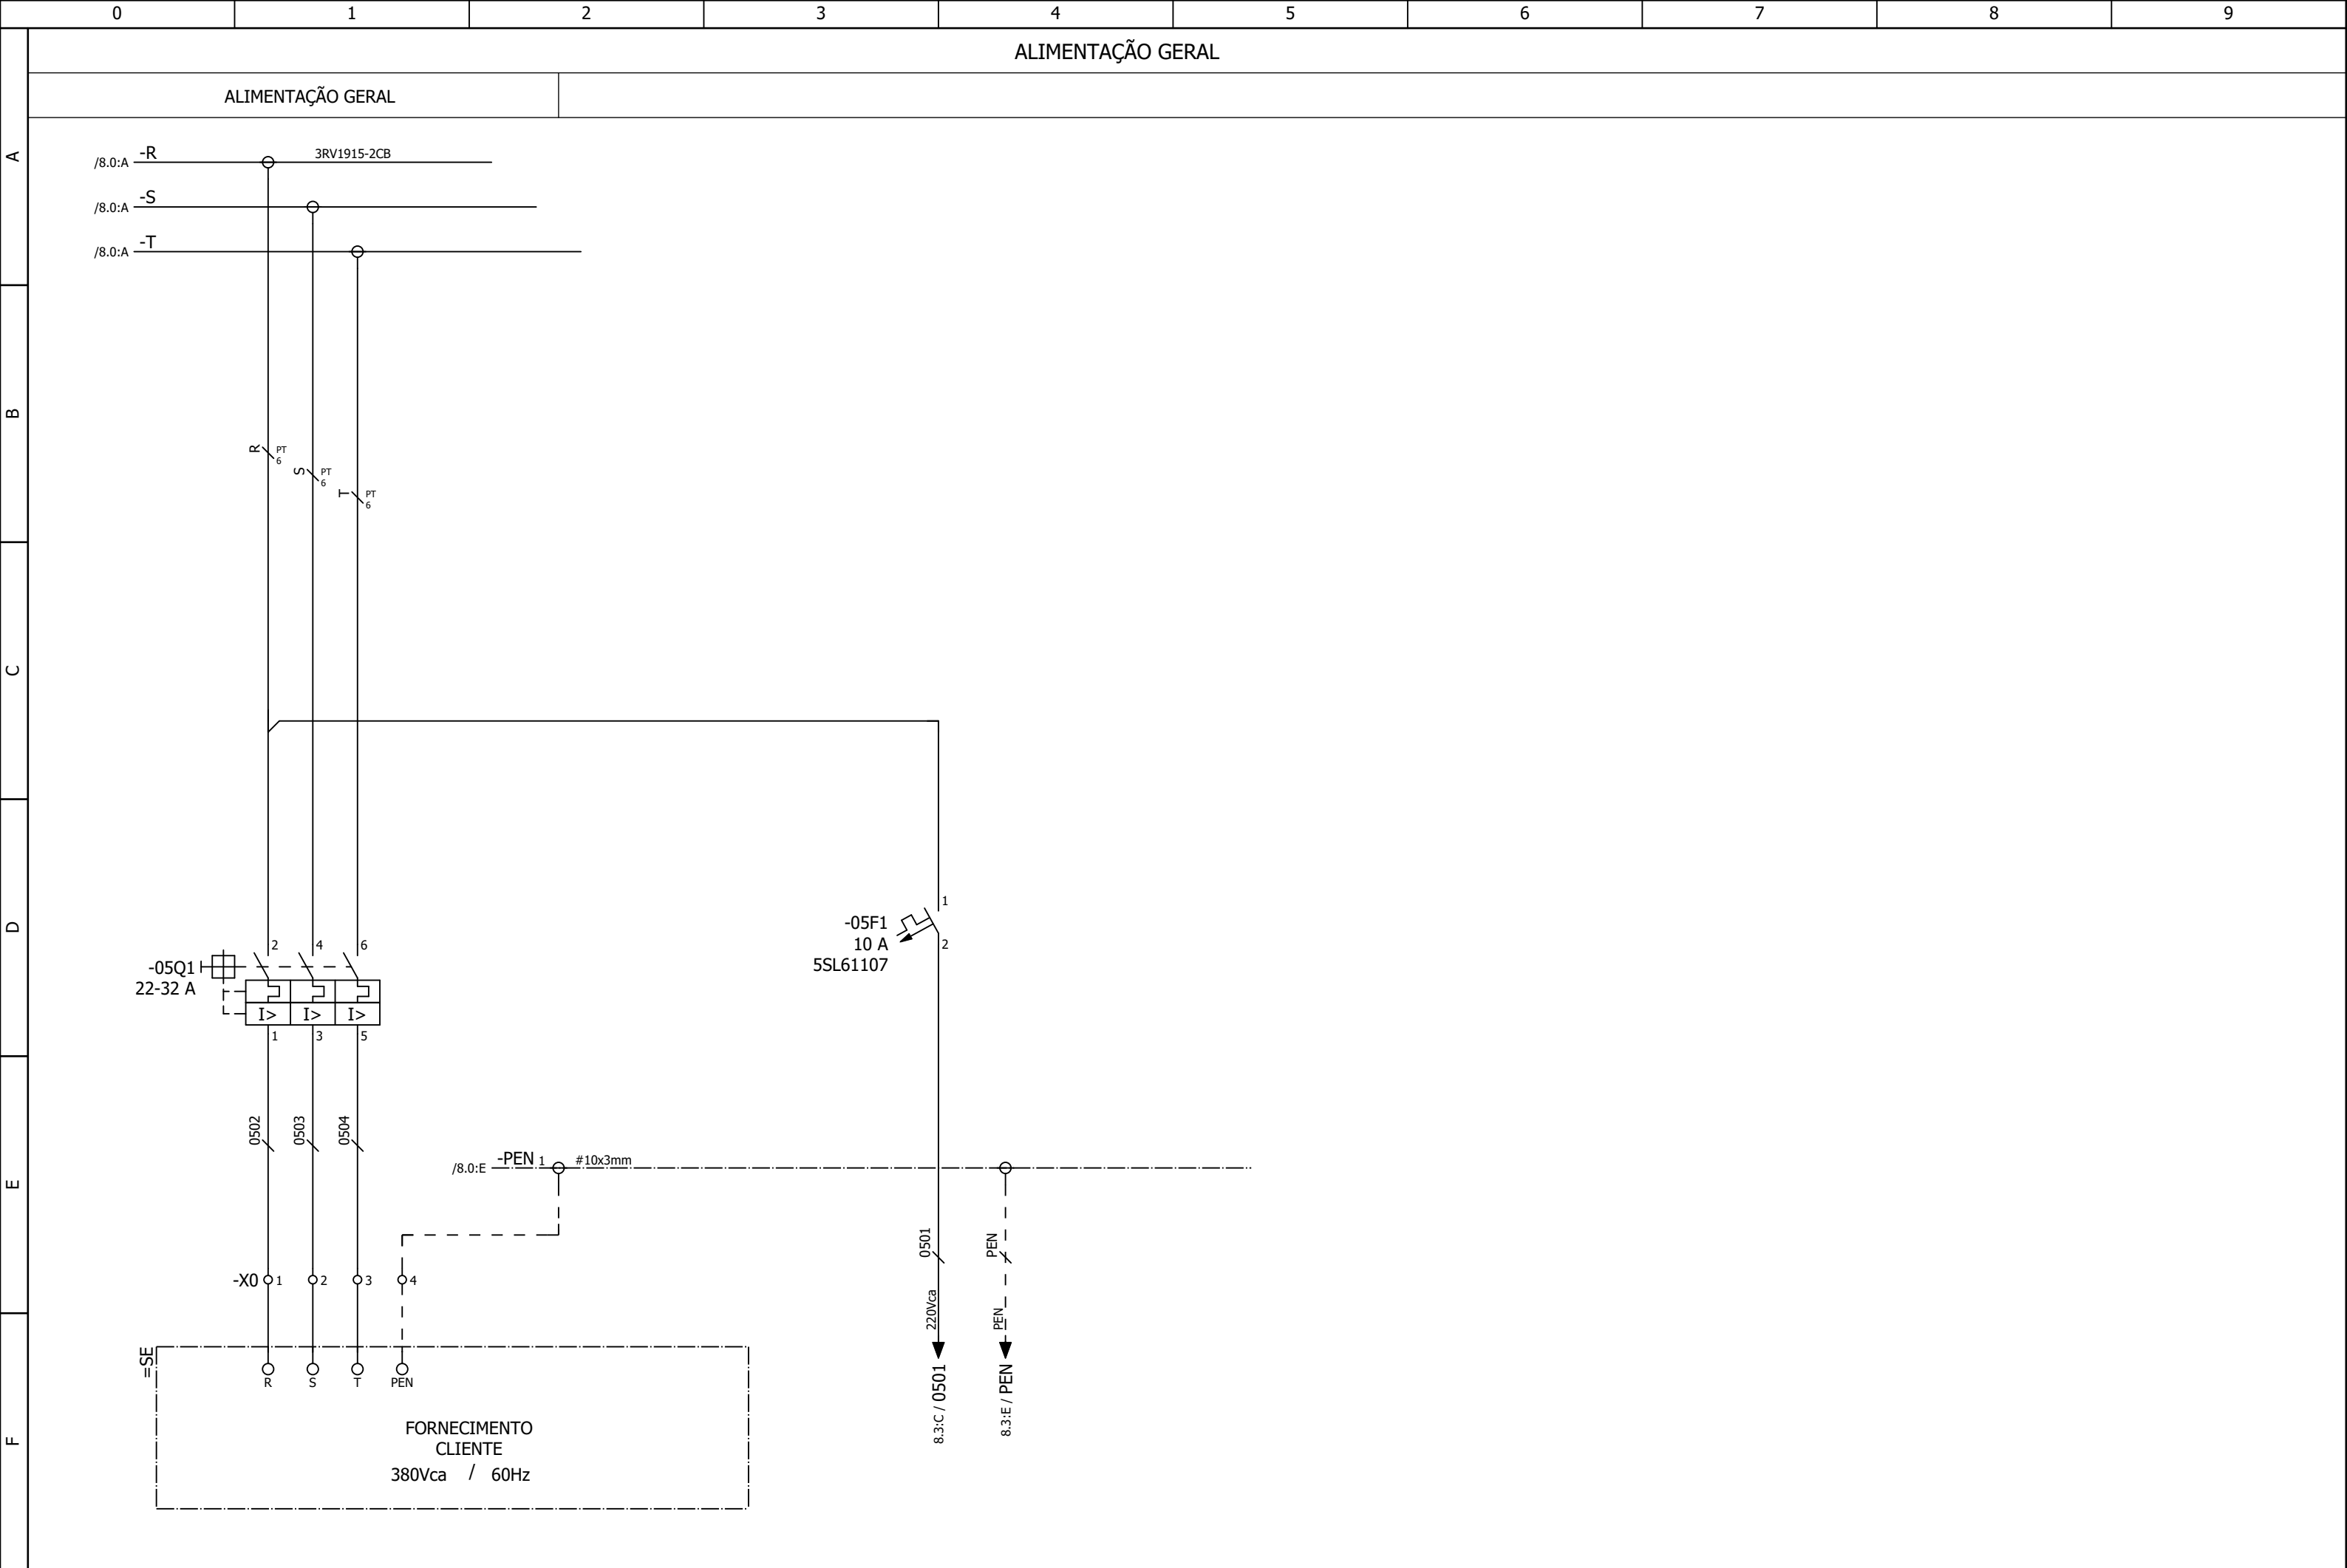 0 1 2 3 4 5 6 7 8 9
ALIMENTAÇÃO GERAL
ALIMENTAÇÃO GERAL
A
/8.0:A -R 3RV1915-2CB
/8.0:A -S
/8.0:A -T
B
R PT 6
S PT 6
T PT 6
C
D
-05F1
10 A
5SL61107
1
2
2 4 6
-05Q1
22-32 A
I> I> I>
1 3 5
0502 0503 0504
E
/8.0:E -PEN 1 #10x3mm
0501 PEN
-X0 1 2 3 4
220Vca PEN
8.3:C / 0501
8.3:E / PEN
=SE
R S T PEN
F
FORNECIMENTO
CLIENTE
380Vca / 60Hz